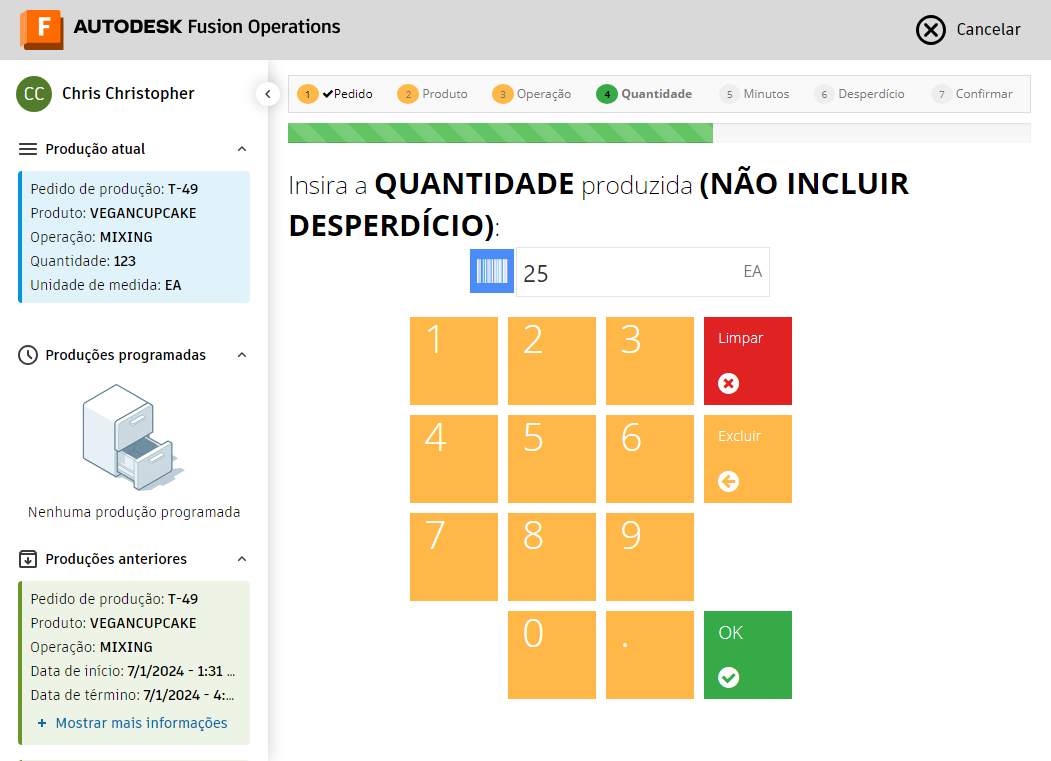 F AUTODESK Fusion Operations
Cancelar
CC Chris Christopher
Produção atual
Pedido de produção: T-49
Produto: VEGANCUPCAKE
Operação: MIXING
Quantidade: 123
Unidade de medida: EA
Produções programadas
Nenhuma produção programada
Produções anteriores
Pedido de produção: T-49
Produto: VEGANCUPCAKE
Operação: MIXING
Data de início: 7/1/2024 - 1:31 ...
Data de término: 7/1/2024 - 4:...
+ Mostrar mais informações
1 Pedido 2 Produto 3 Operação 4 Quantidade 5 Minutos 6 Desperdício 7 Confirmar
Insira a QUANTIDADE produzida (NÃO INCLUIR
DESPERDÍCIO):
25 EA
1 2 3 Limpar
4 5 6 Excluir
7 8 9
0 . OK